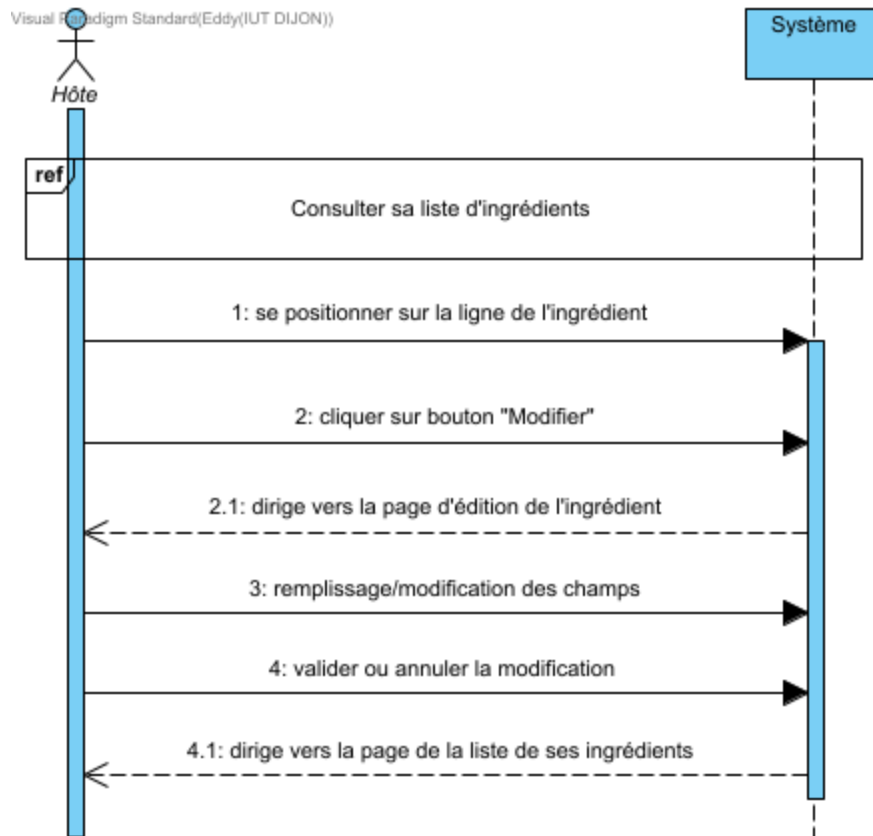 Visual Paradigm Standard(Eddy(IUT DIJON))
Système
Hôte
ref
Consulter sa liste d'ingrédients
1: se positionner sur la ligne de l'ingrédient
2: cliquer sur bouton "Modifier"
2.1: dirige vers la page d'édition de l'ingrédient
3: remplissage/modification des champs
4: valider ou annuler la modification
4.1: dirige vers la page de la liste de ses ingrédients